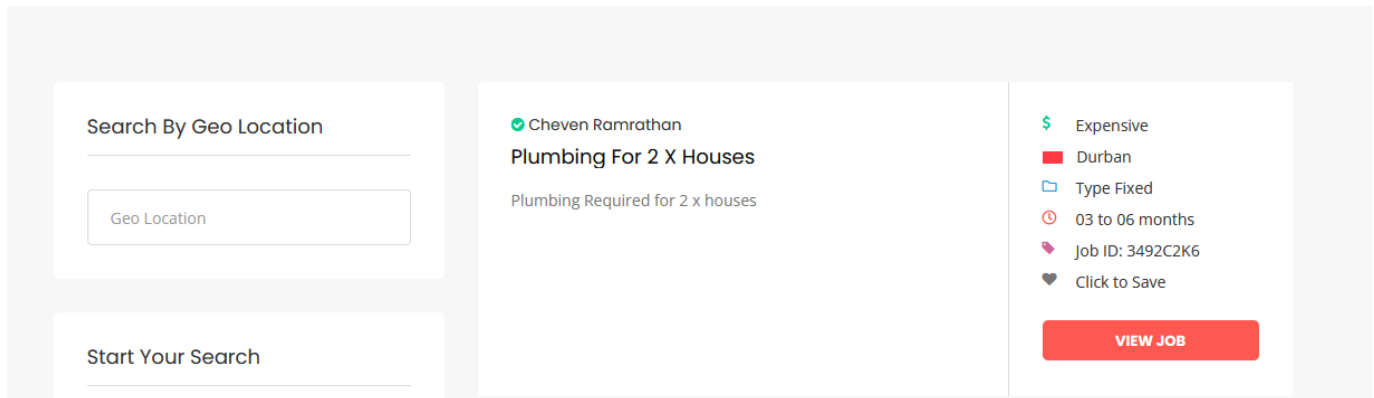 Search By Geo Location
Geo Location
Start Your Search
Cheven Ramrathan
Plumbing For 2 X Houses
Plumbing Required for 2 x houses
$ Expensive
Durban
Type Fixed
03 to 06 months
Job ID: 3492C2K6
Click to Save
VIEW JOB